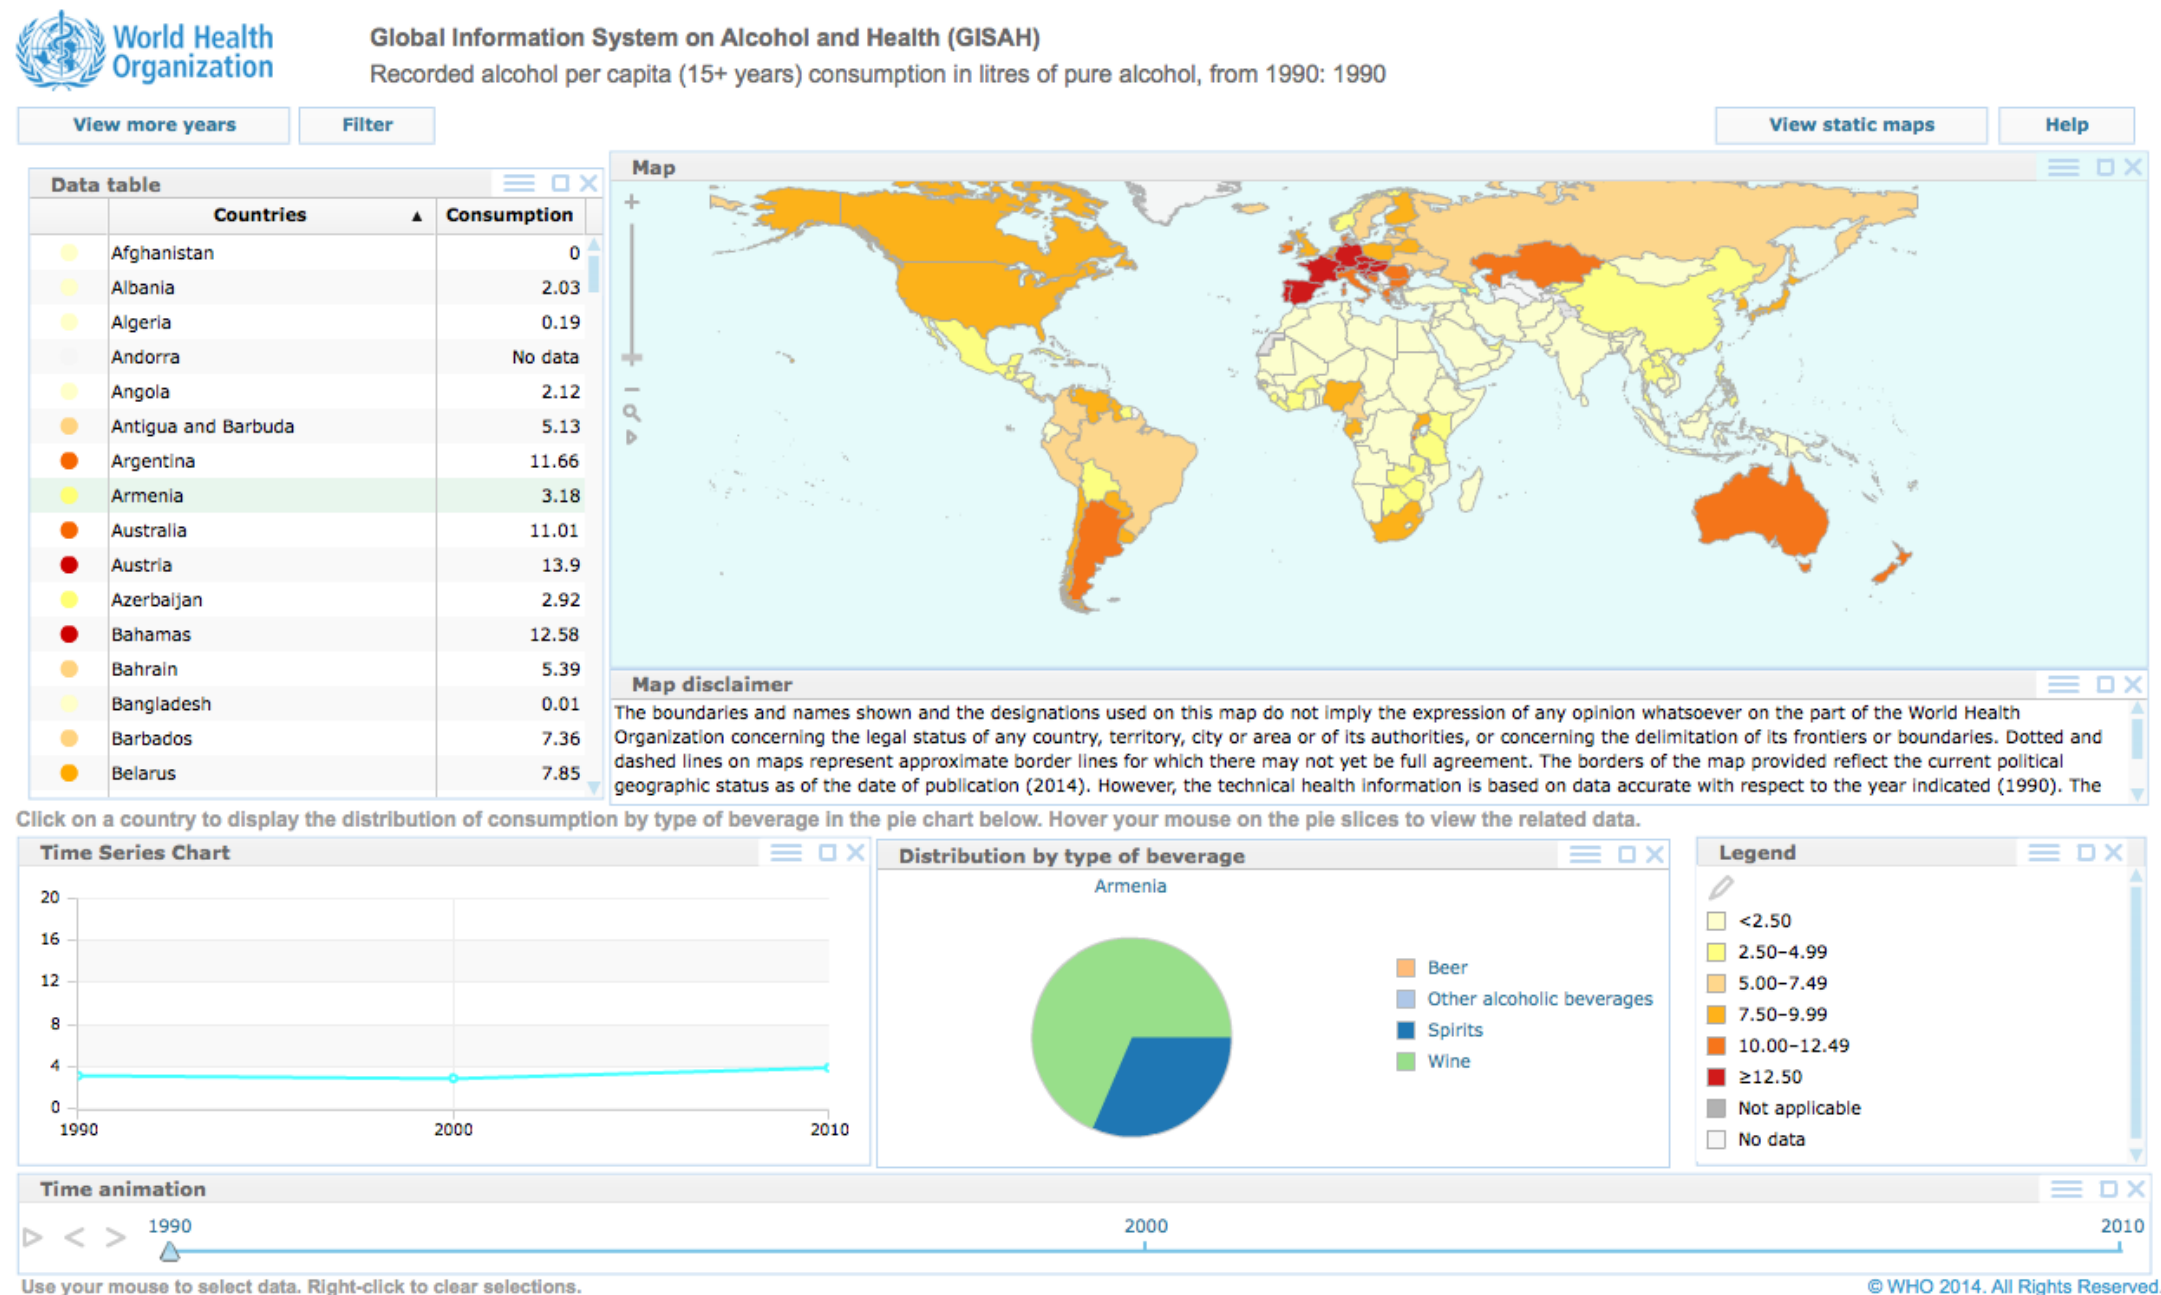 World Health
Organization
Global Information System on Alcohol and Health (GISAH)
Recorded alcohol per capita (15+ years) consumption in litres of pure alcohol, from 1990: 1990
View more years
Filter
View static maps
Help
Data table
Countries ▲ Consumption
Afghanistan 0
Albania 2.03
Algeria 0.19
Andorra No data
Angola 2.12
Antigua and Barbuda 5.13
Argentina 11.66
Armenia 3.18
Australia 11.01
Austria 13.9
Azerbaijan 2.92
Bahamas 12.58
Bahrain 5.39
Bangladesh 0.01
Barbados 7.36
Belarus 7.85
Map
Map disclaimer
The boundaries and names shown and the designations used on this map do not imply the expression of any opinion whatsoever on the part of the World Health
Organization concerning the legal status of any country, territory, city or area or of its authorities, or concerning the delimitation of its frontiers or boundaries. Dotted and
dashed lines on maps represent approximate border lines for which there may not yet be full agreement. The borders of the map provided reflect the current political
geographic status as of the date of publication (2014). However, the technical health information is based on data accurate with respect to the year indicated (1990). The
Click on a country to display the distribution of consumption by type of beverage in the pie chart below. Hover your mouse on the pie slices to view the related data.
Time Series Chart
20
16
12
8
4
0
1990 2000 2010
Distribution by type of beverage
Armenia
Beer
Other alcoholic beverages
Spirits
Wine
Legend
<2.50
2.50–4.99
5.00–7.49
7.50–9.99
10.00–12.49
≥12.50
Not applicable
No data
Time animation
1990 2000 2010
Use your mouse to select data. Right-click to clear selections.
© WHO 2014. All Rights Reserved.